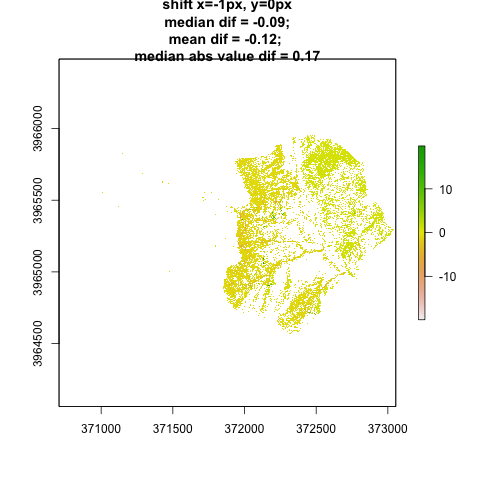 shift x=-1px, y=0px
median dif = -0.09;
mean dif = -0.12;
median abs value dif = 0.17
3966000
3965500
3965000
3964500
10
0
−10
371000 371500 372000 372500 373000